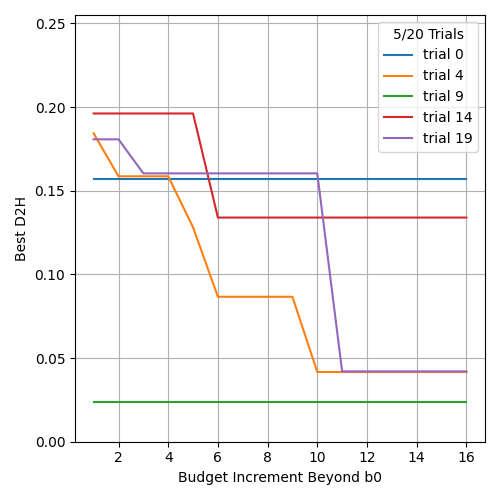 5/20 Trials
trial 0
trial 4
trial 9
trial 14
trial 19
Best D2H
0.25
0.20
0.15
0.10
0.05
0.00
2 4 6 8 10 12 14 16
Budget Increment Beyond b0